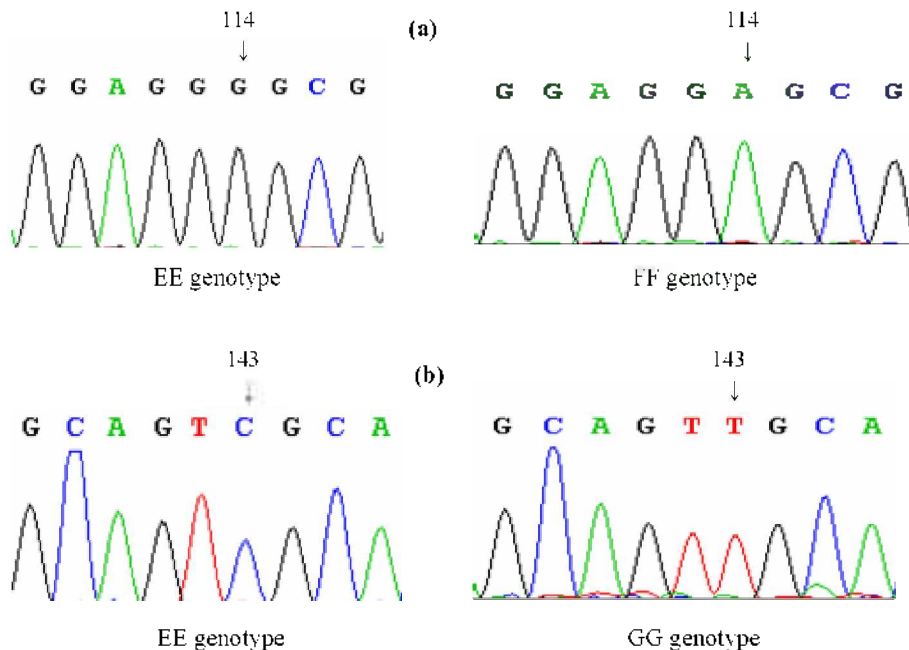 114 (a) 114
G G A G G G G C G
G G A G G A G C G
EE genotype
FF genotype
143 (b) 143
G C A G T C G C A
G C A G T T G C A
EE genotype
GG genotype